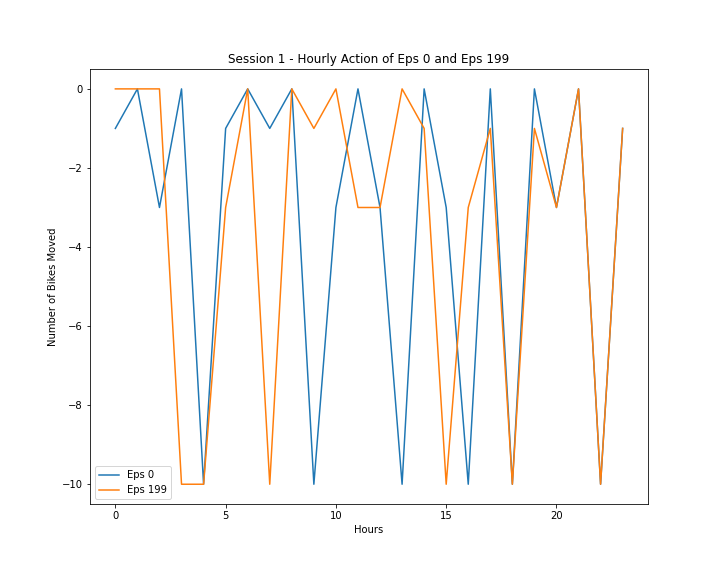 Session 1 - Hourly Action of Eps 0 and Eps 199
Number of Bikes Moved
0
−2
−4
−6
−8
−10
Eps 0
Eps 199
0
5
10
15
20
Hours